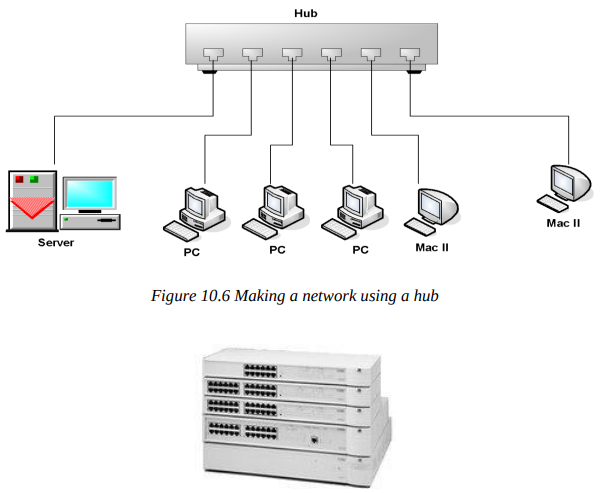 Hub
Server
PC
PC
PC
Mac II
Mac II
Figure 10.6 Making a network using a hub